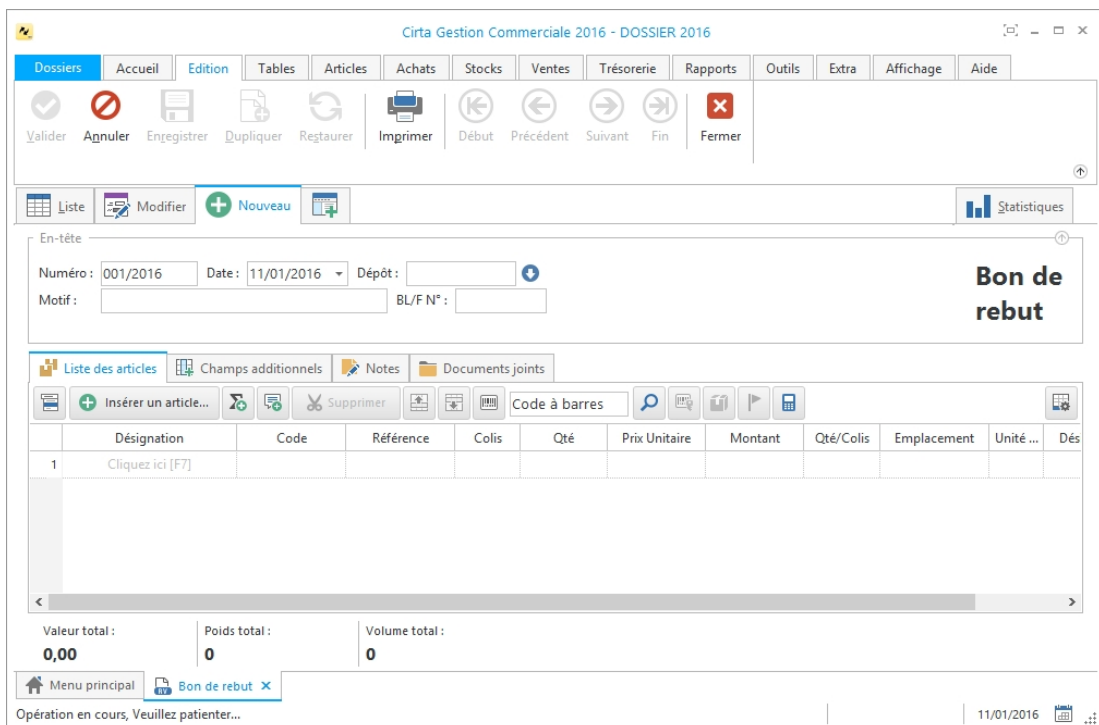 Cirta Gestion Commerciale 2016 - DOSSIER 2016
Dossiers Accueil Edition Tables Articles Achats Stocks Ventes Trésorerie Rapports Outils Extra Affichage Aide
Valider Annuler Enregistrer Dupliquer Restaurer Imprimer Début Précédent Suivant Fin Fermer
Liste Modifier Nouveau Statistiques
En-tête
Numéro : 001/2016 Date : 11/01/2016 Dépôt :
Motif : BL/F N° :
Bon de
rebut
Liste des articles Champs additionnels Notes Documents joints
Insérer un article... Supprimer Code à barres
Désignation Code Référence Colis Qté Prix Unitaire Montant Qté/Colis Emplacement Unité ... Dés
1 Cliquez ici [F7]
Valeur total : Poids total : Volume total :
0,00 0 0
Menu principal Bon de rebut
Opération en cours, Veuillez patienter... 11/01/2016